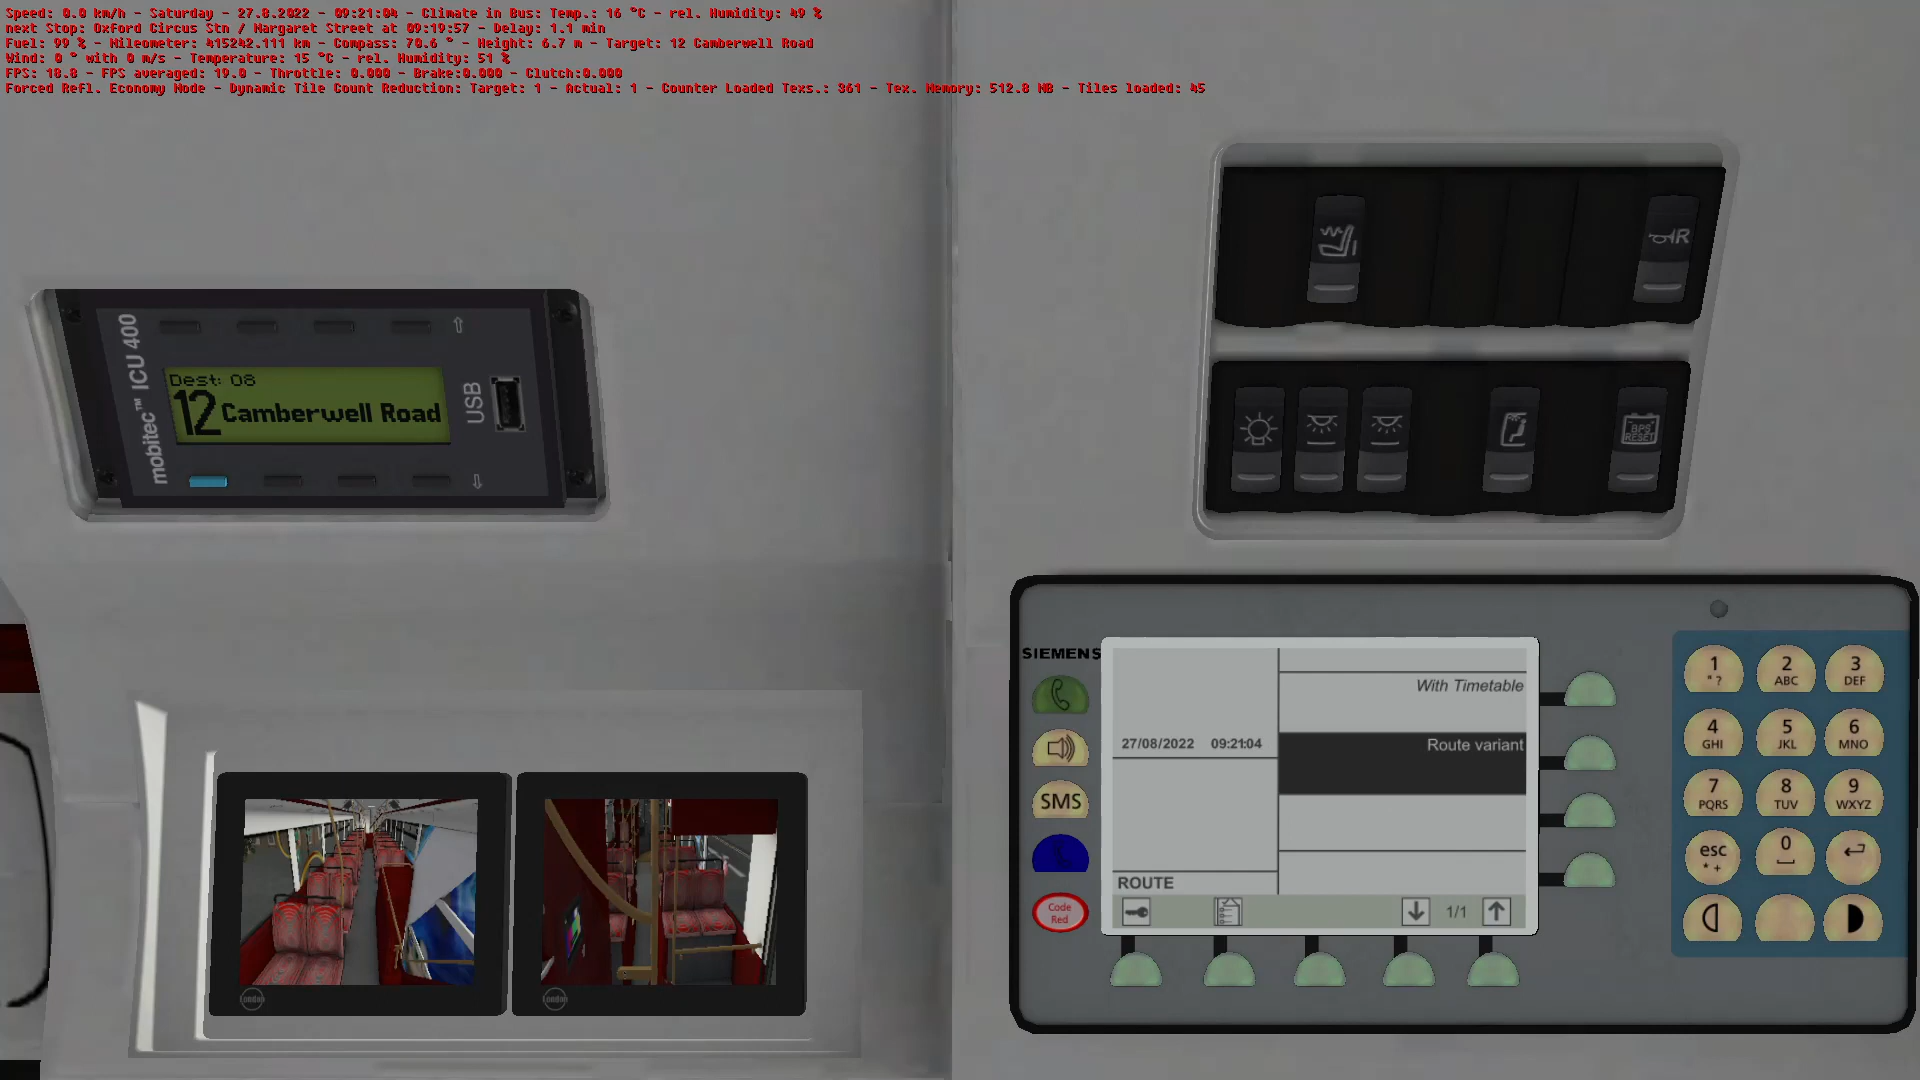 Speed: 0.0 km/h - Saturday - 27.8.2022 - 09:21:04 - Climate in Bus: Temp.: 16 °C - rel. Humidity: 49 %
next Stop: Oxford Circus Stn / Margaret Street at 09:19:57 - Delay: 1.1 min
Fuel: 99 % - Mileometer: 415242.111 km - Compass: 70.6 ° - Height: 6.7 m - Target: 12 Camberwell Road
Wind: 0 ° with 0 m/s - Temperature: 15 °C - rel. Humidity: 51 %
FPS: 18.8 - FPS averaged: 19.0 - Throttle: 0.000 - Brake:0.000 - Clutch:0.000
Forced Refl. Economy Mode - Dynamic Tile Count Reduction: Target: 1 - Actual: 1 - Counter Loaded Texs.: 361 - Tex. Memory: 512.8 MB - Tiles loaded: 45
R
mobitec™ ICU 400
Dest: 08
12 Camberwell Road
USB
BPS
RESET
SIEMENS
With Timetable
27/08/2022 09:21:04
Route variant
ROUTE
1/1
SMS
Code
Red
1 2 3
" ? ABC DEF
4 5 6
GHI JKL MNO
7 8 9
PQRS TUV WXYZ
esc 0
* +
London
London